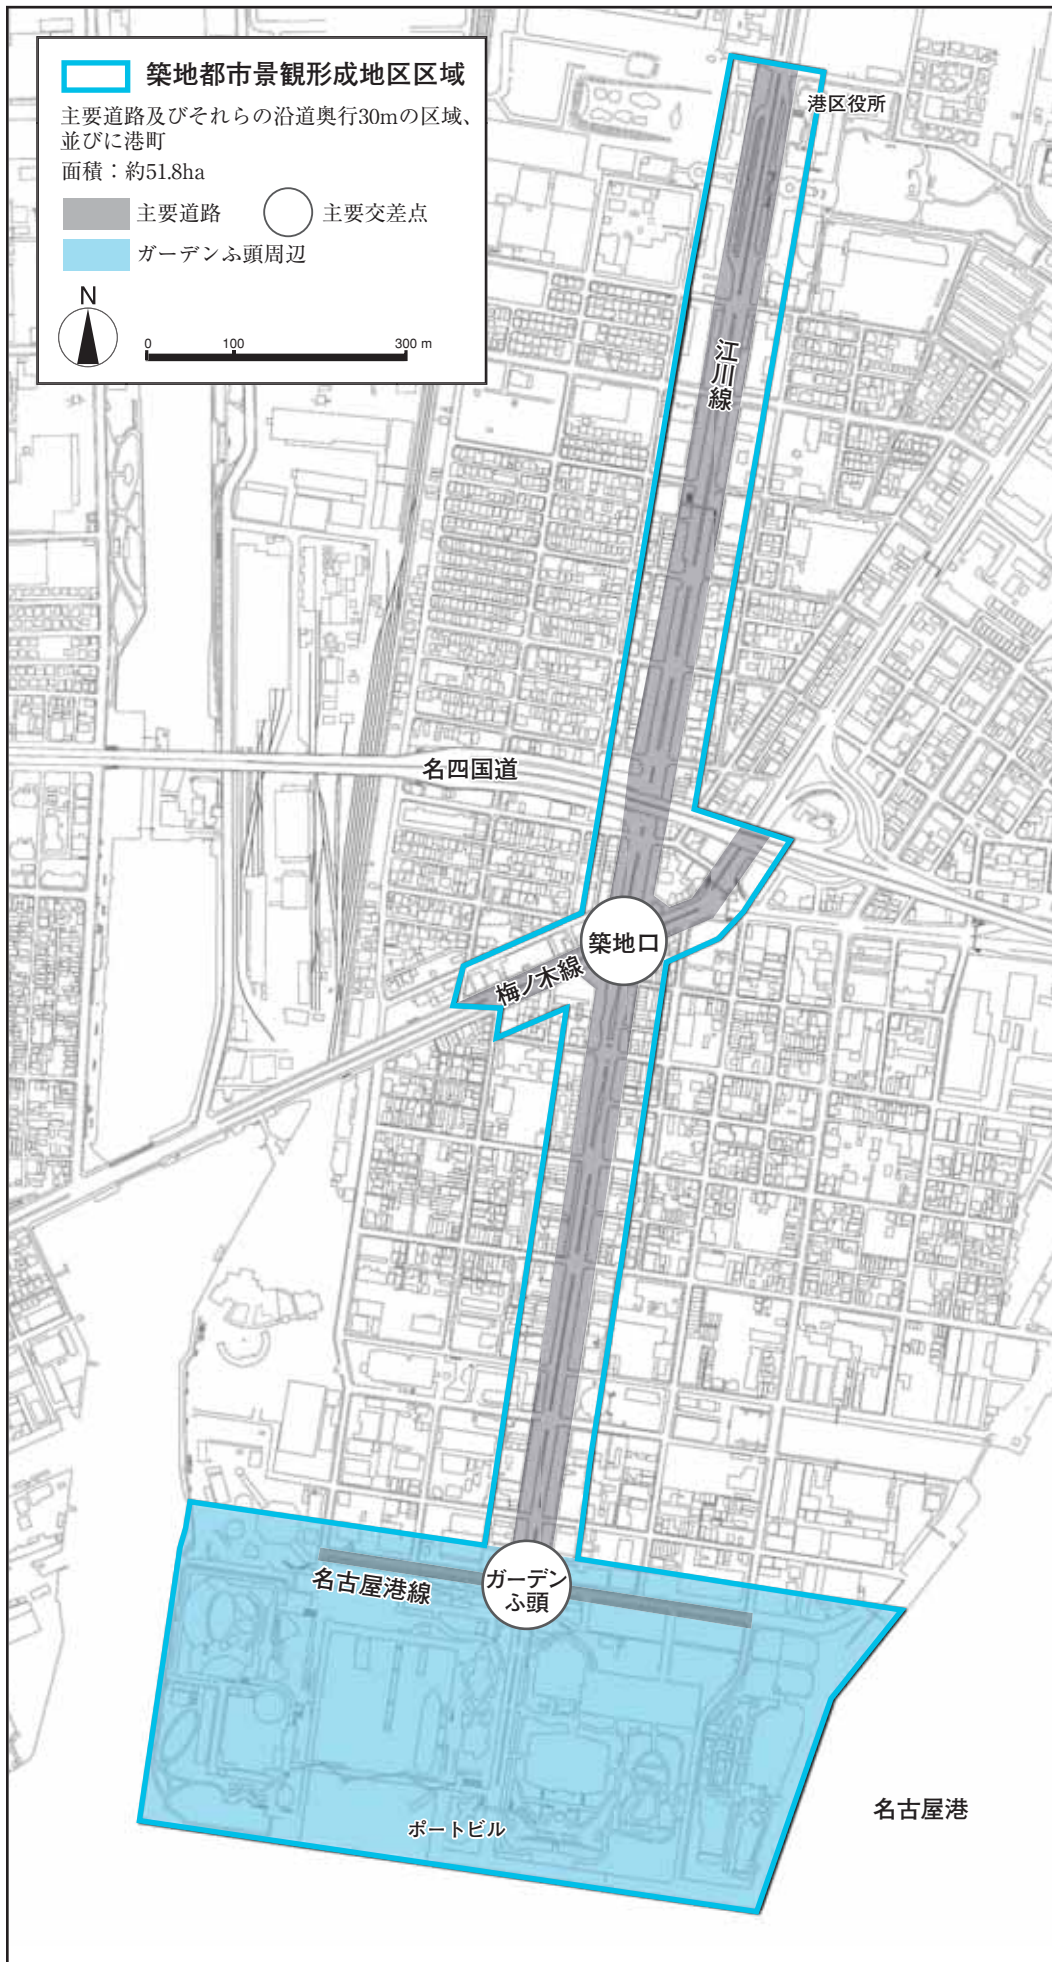 築地都市景観形成地区区域
主要道路及びそれらの沿道奥行30mの区域、
並びに港町
面積：約51.8ha
主要道路
主要交差点
ガーデンふ頭周辺
N
0 100 300 m
港区役所
江川線
名四国道
築地口
梅ノ木線
名古屋港線
ガーデン
ふ頭
ポートビル
名古屋港